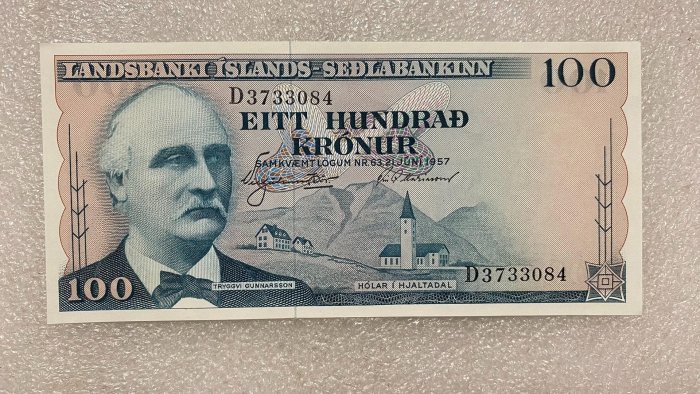 LANDSBANKI ÍSLANDS-SEÐLABANKINN
100
D3733084
EITT HUNDRAÐ
KRÓNUR
SAMKVÆMT LÖGUM NR. 63, 21. JÚNÍ 1957
D3733084
100
TRYGGVI GUNNARSSON
HÓLAR Í HJALTADAL